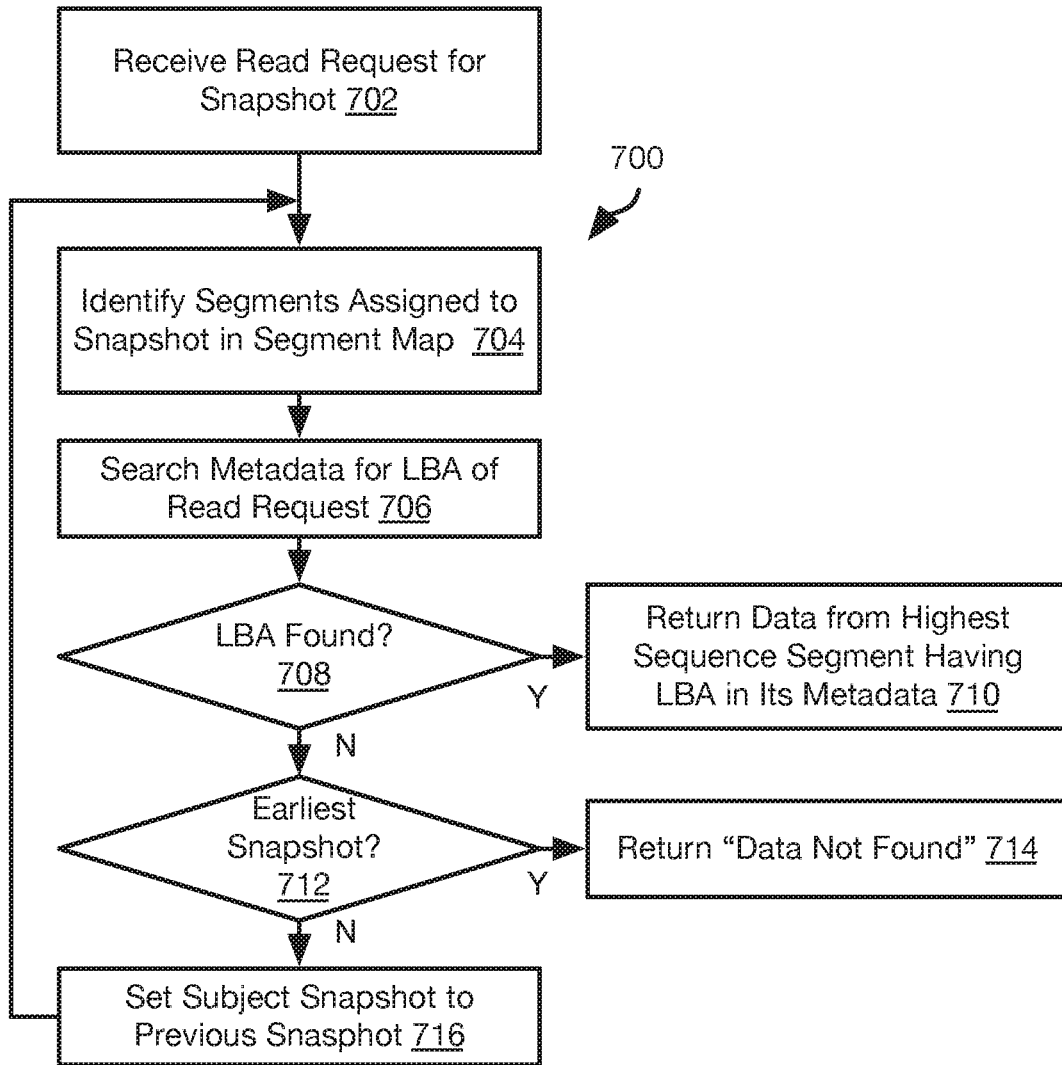 Receive Read Request for
Snapshot 702
700
Identify Segments Assigned to
Snapshot in Segment Map 704
Search Metadata for LBA of
Read Request 706
LBA Found?
708
Y
N
Return Data from Highest
Sequence Segment Having
LBA in Its Metadata 710
Earliest
Snapshot?
712
Y
N
Return “Data Not Found” 714
Set Subject Snapshot to
Previous Snasphot 716